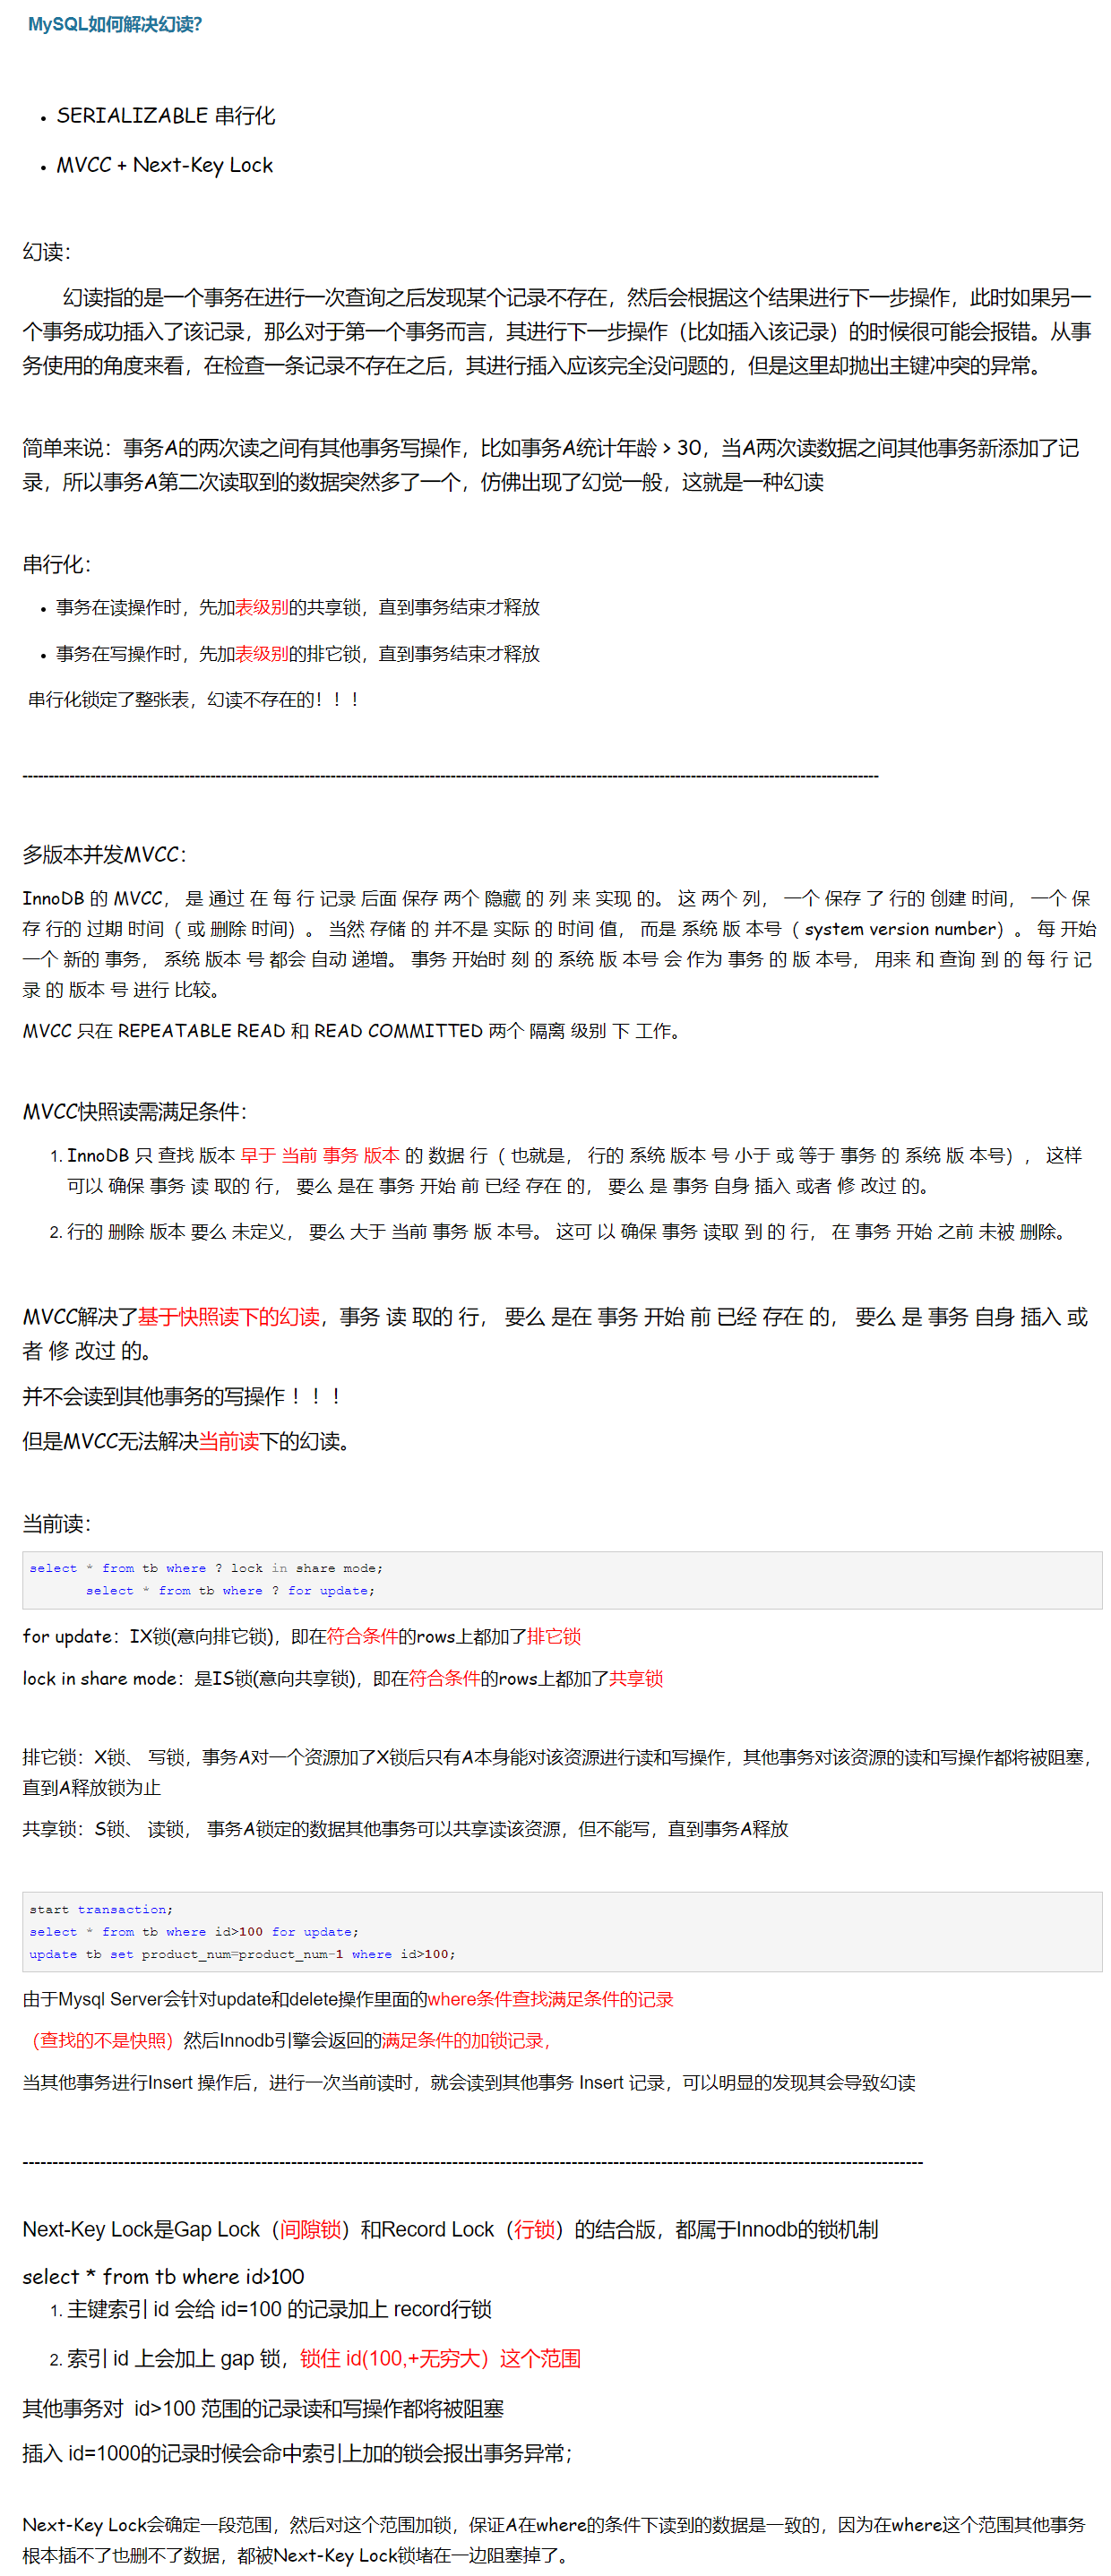 MySQL如何解决幻读?
• SERIALIZABLE 串行化
• MVCC + Next-Key Lock
幻读：
幻读指的是一个事务在进行一次查询之后发现某个记录不存在，然后会根据这个结果进行下一步操作，此时如果另一
个事务成功插入了该记录，那么对于第一个事务而言，其进行下一步操作（比如插入该记录）的时候很可能会报错。从事
务使用的角度来看，在检查一条记录不存在之后，其进行插入应该完全没问题的，但是这里却抛出主键冲突的异常。
简单来说：事务A的两次读之间有其他事务写操作，比如事务A统计年龄 > 30，当A两次读数据之间其他事务新添加了记
录，所以事务A第二次读取到的数据突然多了一个，仿佛出现了幻觉一般，这就是一种幻读
串行化：
• 事务在读操作时，先加表级别的共享锁，直到事务结束才释放
• 事务在写操作时，先加表级别的排它锁，直到事务结束才释放
串行化锁定了整张表，幻读不存在的！！！
多版本并发MVCC：
InnoDB 的 MVCC， 是 通过 在 每 行 记录 后面 保存 两个 隐藏 的 列 来 实现 的。 这 两个 列， 一个 保存 了 行的 创建 时间， 一个 保
存 行的 过期 时间（ 或 删除 时间）。 当然 存储 的 并不是 实际 的 时间 值， 而是 系统 版 本号（ system version number）。 每 开始
一个 新的 事务， 系统 版本 号 都会 自动 递增。 事务 开始时 刻 的 系统 版 本号 会 作为 事务 的 版 本号， 用来 和 查询 到 的 每 行 记
录 的 版本 号 进行 比较。
MVCC 只在 REPEATABLE READ 和 READ COMMITTED 两个 隔离 级别 下 工作。
MVCC快照读需满足条件：
1. InnoDB 只 查找 版本 早于 当前 事务 版本 的 数据 行（ 也就是， 行的 系统 版本 号 小于 或 等于 事务 的 系统 版 本号）， 这样
可以 确保 事务 读 取的 行， 要么 是在 事务 开始 前 已经 存在 的， 要么 是 事务 自身 插入 或者 修 改过 的。
2. 行的 删除 版本 要么 未定义， 要么 大于 当前 事务 版 本号。 这可 以 确保 事务 读取 到 的 行， 在 事务 开始 之前 未被 删除。
MVCC解决了基于快照读下的幻读，事务 读 取的 行， 要么 是在 事务 开始 前 已经 存在 的， 要么 是 事务 自身 插入 或
者 修 改过 的。
并不会读到其他事务的写操作！！！
但是MVCC无法解决当前读下的幻读。
当前读：
select * from tb where ? lock in share mode;
select * from tb where ? for update;
for update：IX锁(意向排它锁)，即在符合条件的rows上都加了排它锁
lock in share mode：是IS锁(意向共享锁)，即在符合条件的rows上都加了共享锁
排它锁：X锁、 写锁，事务A对一个资源加了X锁后只有A本身能对该资源进行读和写操作，其他事务对该资源的读和写操作都将被阻塞，
直到A释放锁为止
共享锁：S锁、 读锁， 事务A锁定的数据其他事务可以共享读该资源，但不能写，直到事务A释放
start transaction;
select * from tb where id>100 for update;
update tb set product_num=product_num-1 where id>100;
由于Mysql Server会针对update和delete操作里面的where条件查找满足条件的记录
（查找的不是快照）然后Innodb引擎会返回的满足条件的加锁记录，
当其他事务进行Insert 操作后，进行一次当前读时，就会读到其他事务 Insert 记录，可以明显的发现其会导致幻读
Next-Key Lock是Gap Lock（间隙锁）和Record Lock（行锁）的结合版，都属于Innodb的锁机制
select * from tb where id>100
1. 主键索引 id 会给 id=100 的记录加上 record行锁
2. 索引 id 上会加上 gap 锁，锁住 id(100,+无穷大）这个范围
其他事务对 id>100 范围的记录读和写操作都将被阻塞
插入 id=1000的记录时候会命中索引上加的锁会报出事务异常；
Next-Key Lock会确定一段范围，然后对这个范围加锁，保证A在where的条件下读到的数据是一致的，因为在where这个范围其他事务
根本插不了也删不了数据，都被Next-Key Lock锁堵在一边阻塞掉了。